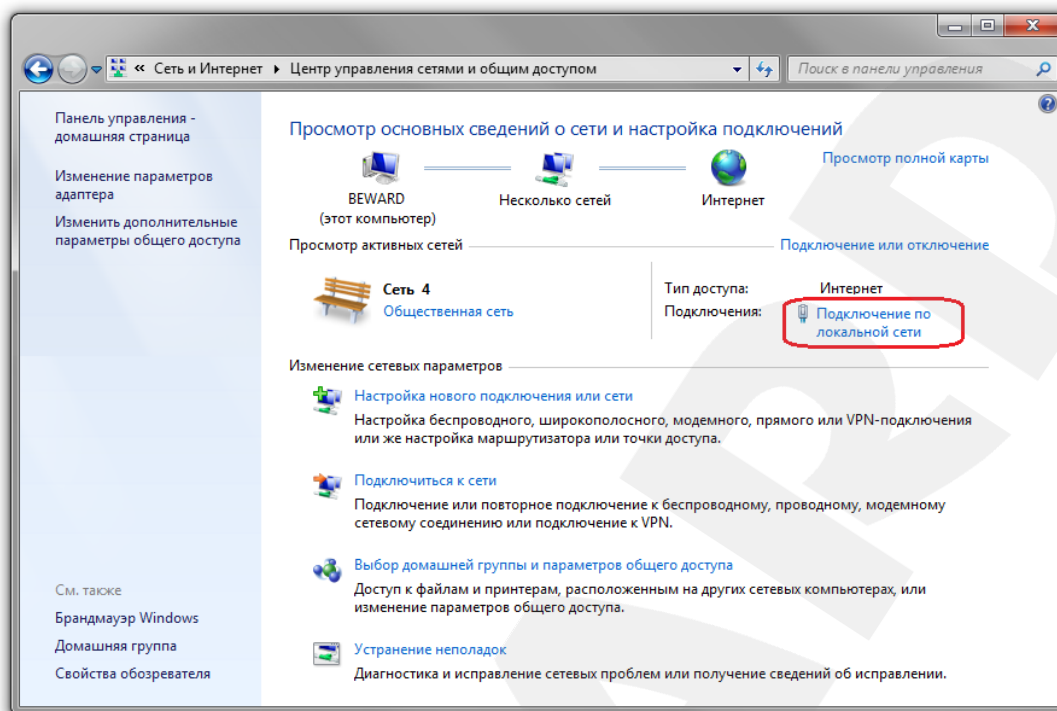 « Сеть и Интернет ▸ Центр управления сетями и общим доступом
Поиск в панели управления
Панель управления -
домашняя страница
Изменение параметров
адаптера
Изменить дополнительные
параметры общего доступа
Просмотр основных сведений о сети и настройка подключений
Просмотр полной карты
BEWARD
(этот компьютер)
Несколько сетей
Интернет
Просмотр активных сетей
Подключение или отключение
Сеть 4
Общественная сеть
Тип доступа: Интернет
Подключения: Подключение по
локальной сети
Изменение сетевых параметров
Настройка нового подключения или сети
Настройка беспроводного, широкополосного, модемного, прямого или VPN-подключения
или же настройка маршрутизатора или точки доступа.
Подключиться к сети
Подключение или повторное подключение к беспроводному, проводному, модемному
сетевому соединению или подключение к VPN.
Выбор домашней группы и параметров общего доступа
Доступ к файлам и принтерам, расположенным на других сетевых компьютерах, или
изменение параметров общего доступа.
Устранение неполадок
Диагностика и исправление сетевых проблем или получение сведений об исправлении.
См. также
Брандмауэр Windows
Домашняя группа
Свойства обозревателя